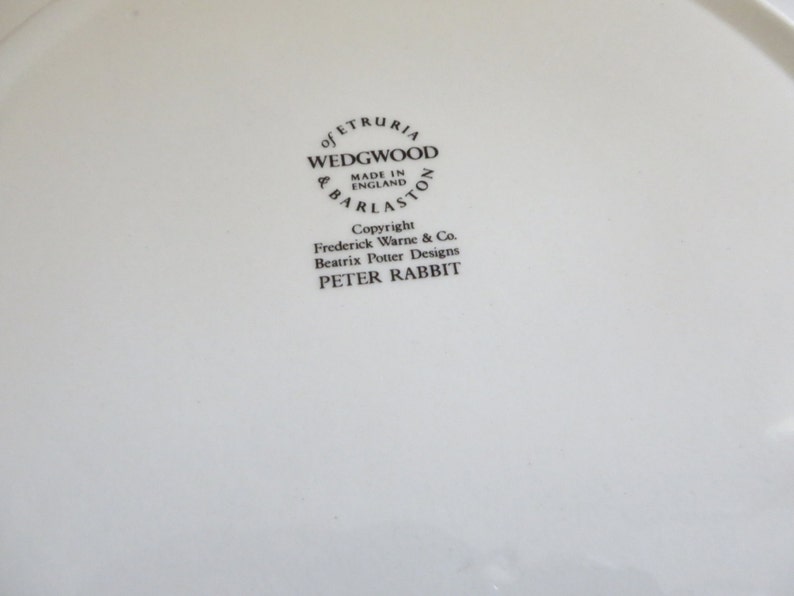 of ETRURIA
WEDGWOOD
MADE IN
ENGLAND
& BARLASTON
Copyright
Frederick Warne & Co.
Beatrix Potter Designs
PETER RABBIT